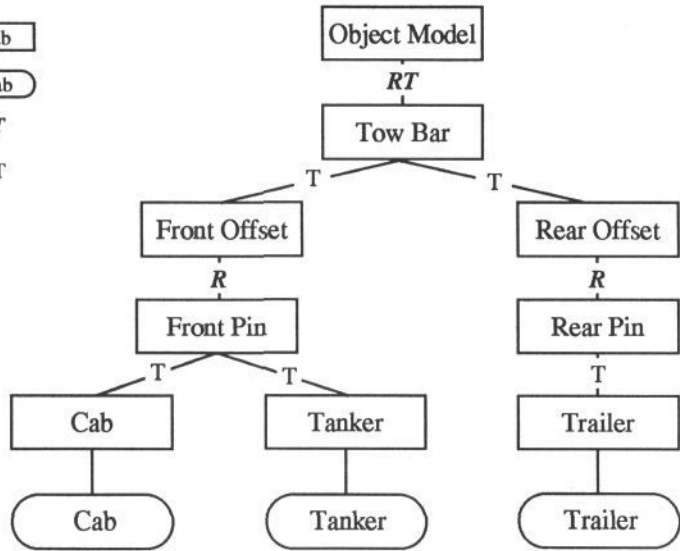 Object Model
RT
Tow Bar
T T
Front Offset Rear Offset
R R
Front Pin Rear Pin
T T T
Cab Tanker Trailer
Cab Tanker Trailer